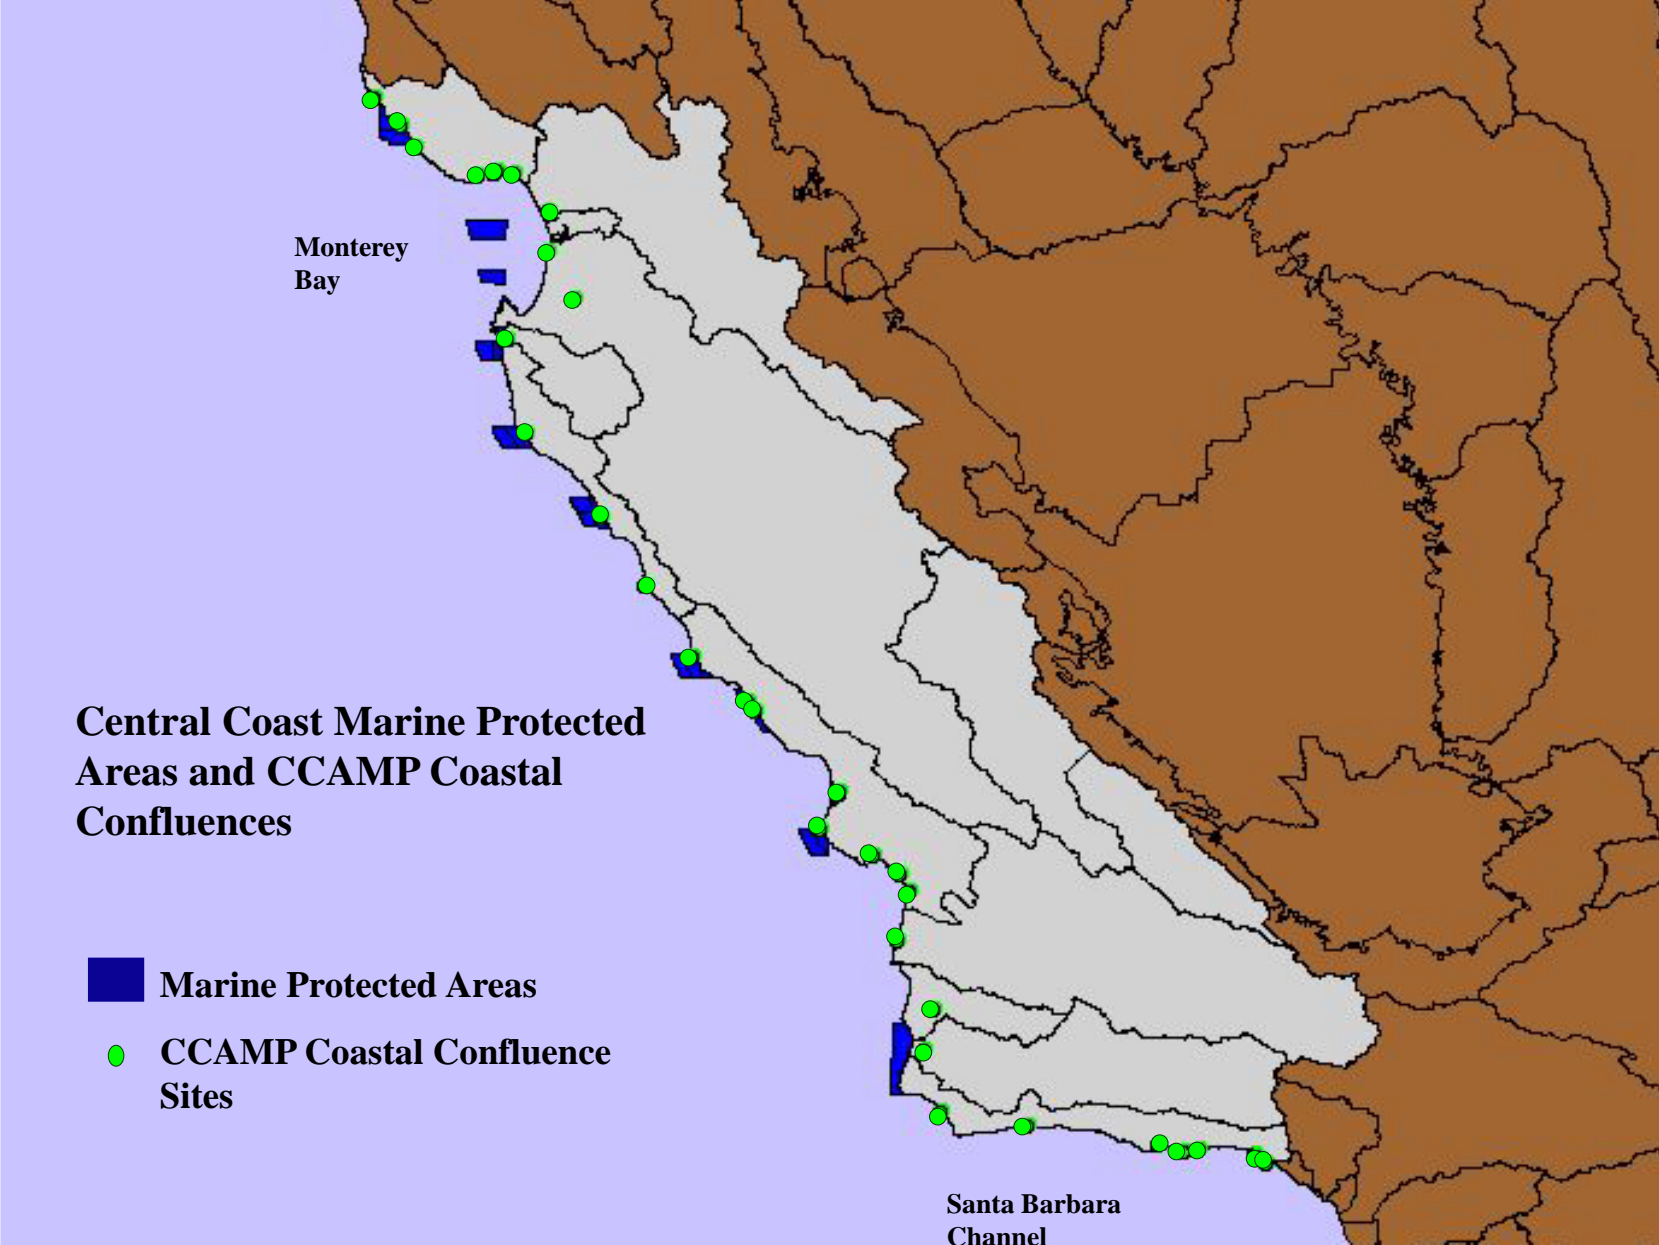 Monterey
Bay
Central Coast Marine Protected
Areas and CCAMP Coastal
Confluences
Marine Protected Areas
CCAMP Coastal Confluence
Sites
Santa Barbara
Channel